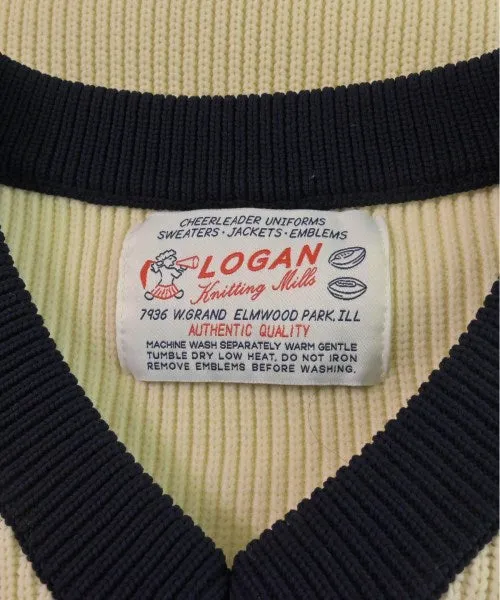 CHEERLEADER UNIFORMS
SWEATERS · JACKETS · EMBLEMS
LOGAN
Knitting Mills
7936 W.GRAND ELMWOOD PARK, ILL
AUTHENTIC QUALITY
MACHINE WASH SEPARATELY WARM GENTLE
TUMBLE DRY LOW HEAT. DO NOT IRON
REMOVE EMBLEMS BEFORE WASHING.